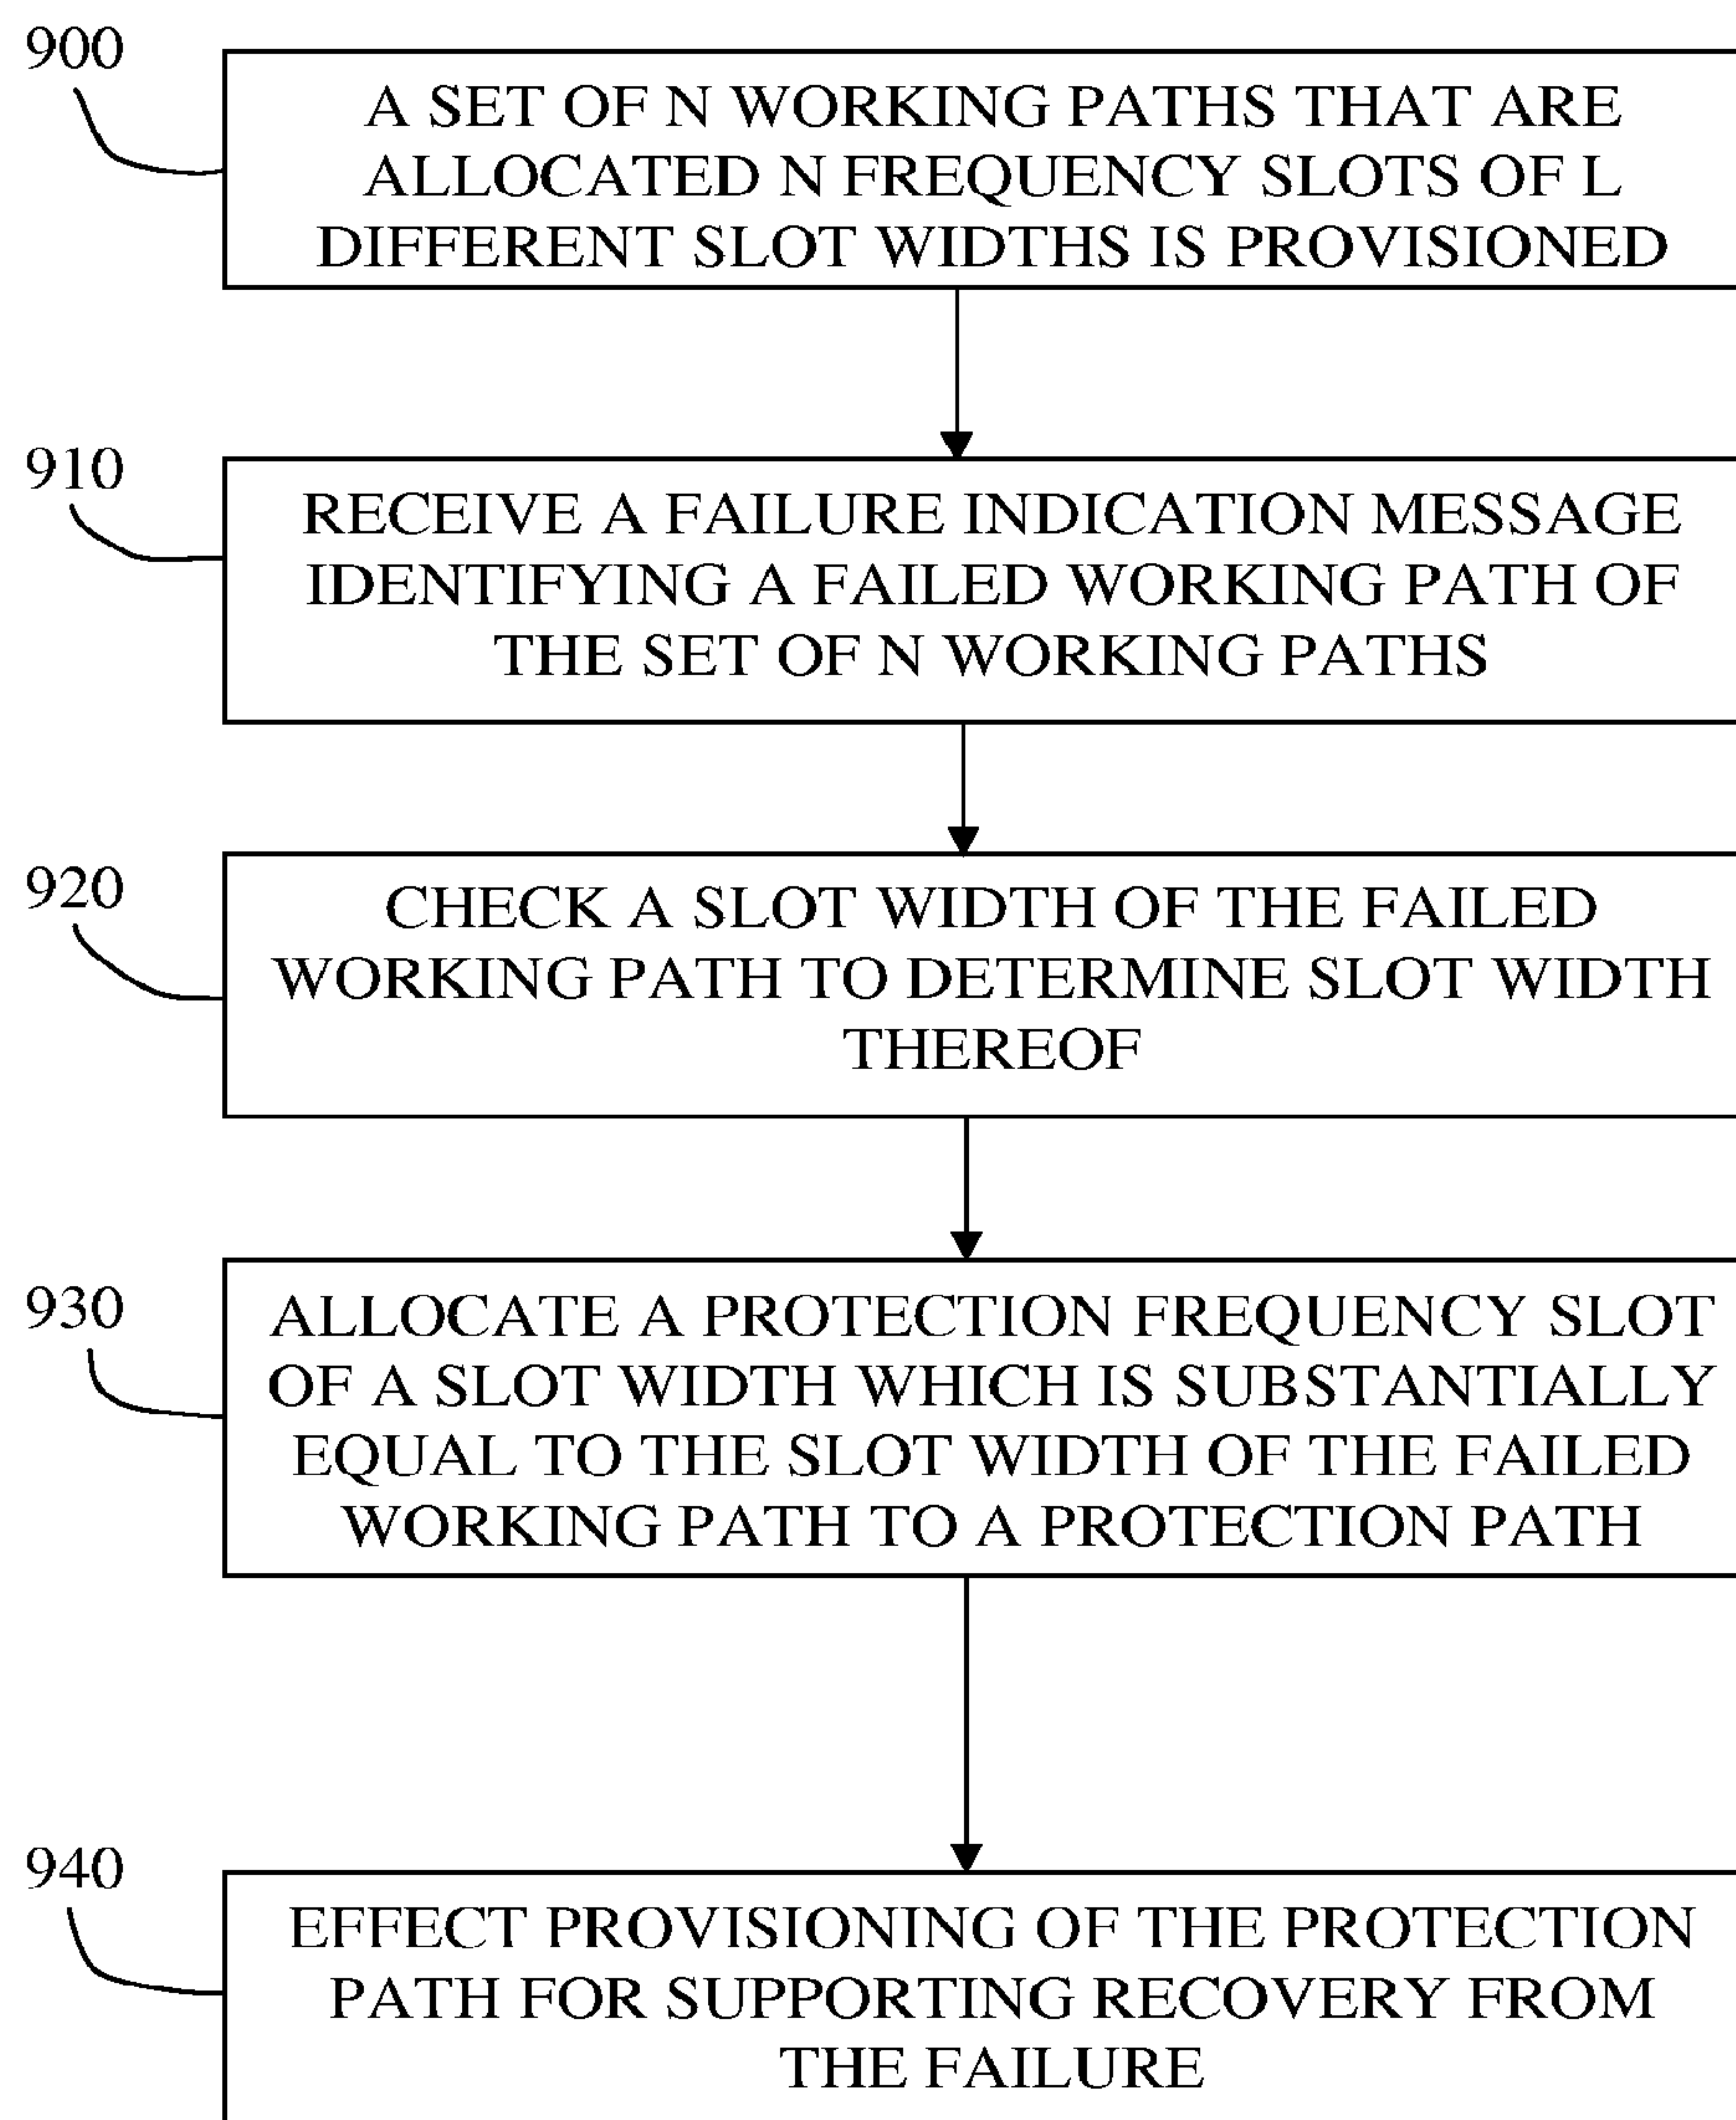 900
A SET OF N WORKING PATHS THAT ARE
ALLOCATED N FREQUENCY SLOTS OF L
DIFFERENT SLOT WIDTHS IS PROVISIONED
910
RECEIVE A FAILURE INDICATION MESSAGE
IDENTIFYING A FAILED WORKING PATH OF
THE SET OF N WORKING PATHS
920
CHECK A SLOT WIDTH OF THE FAILED
WORKING PATH TO DETERMINE SLOT WIDTH
THEREOF
930
ALLOCATE A PROTECTION FREQUENCY SLOT
OF A SLOT WIDTH WHICH IS SUBSTANTIALLY
EQUAL TO THE SLOT WIDTH OF THE FAILED
WORKING PATH TO A PROTECTION PATH
940
EFFECT PROVISIONING OF THE PROTECTION
PATH FOR SUPPORTING RECOVERY FROM
THE FAILURE